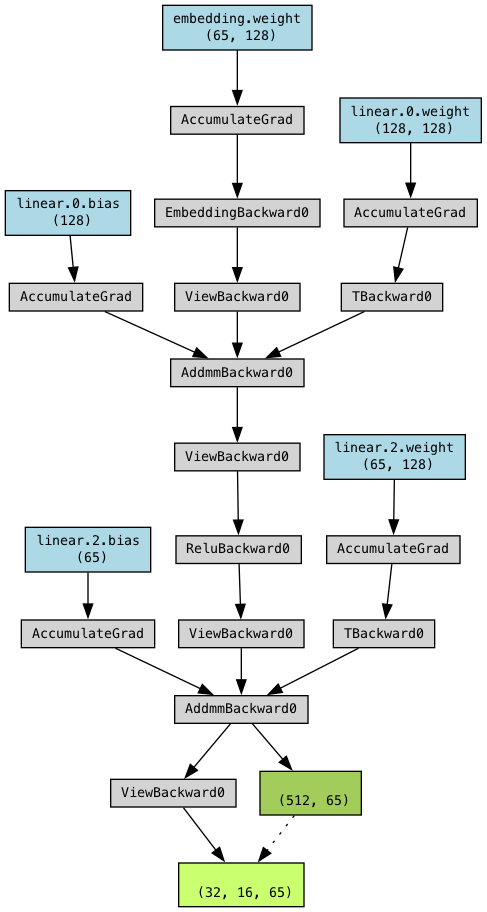 embedding.weight
(65, 128)
AccumulateGrad
linear.0.weight
(128, 128)
linear.0.bias
(128)
EmbeddingBackward0
AccumulateGrad
AccumulateGrad
ViewBackward0
TBackward0
AddmmBackward0
ViewBackward0
linear.2.weight
(65, 128)
linear.2.bias
(65)
ReluBackward0
AccumulateGrad
AccumulateGrad
ViewBackward0
TBackward0
AddmmBackward0
ViewBackward0
(512, 65)
(32, 16, 65)